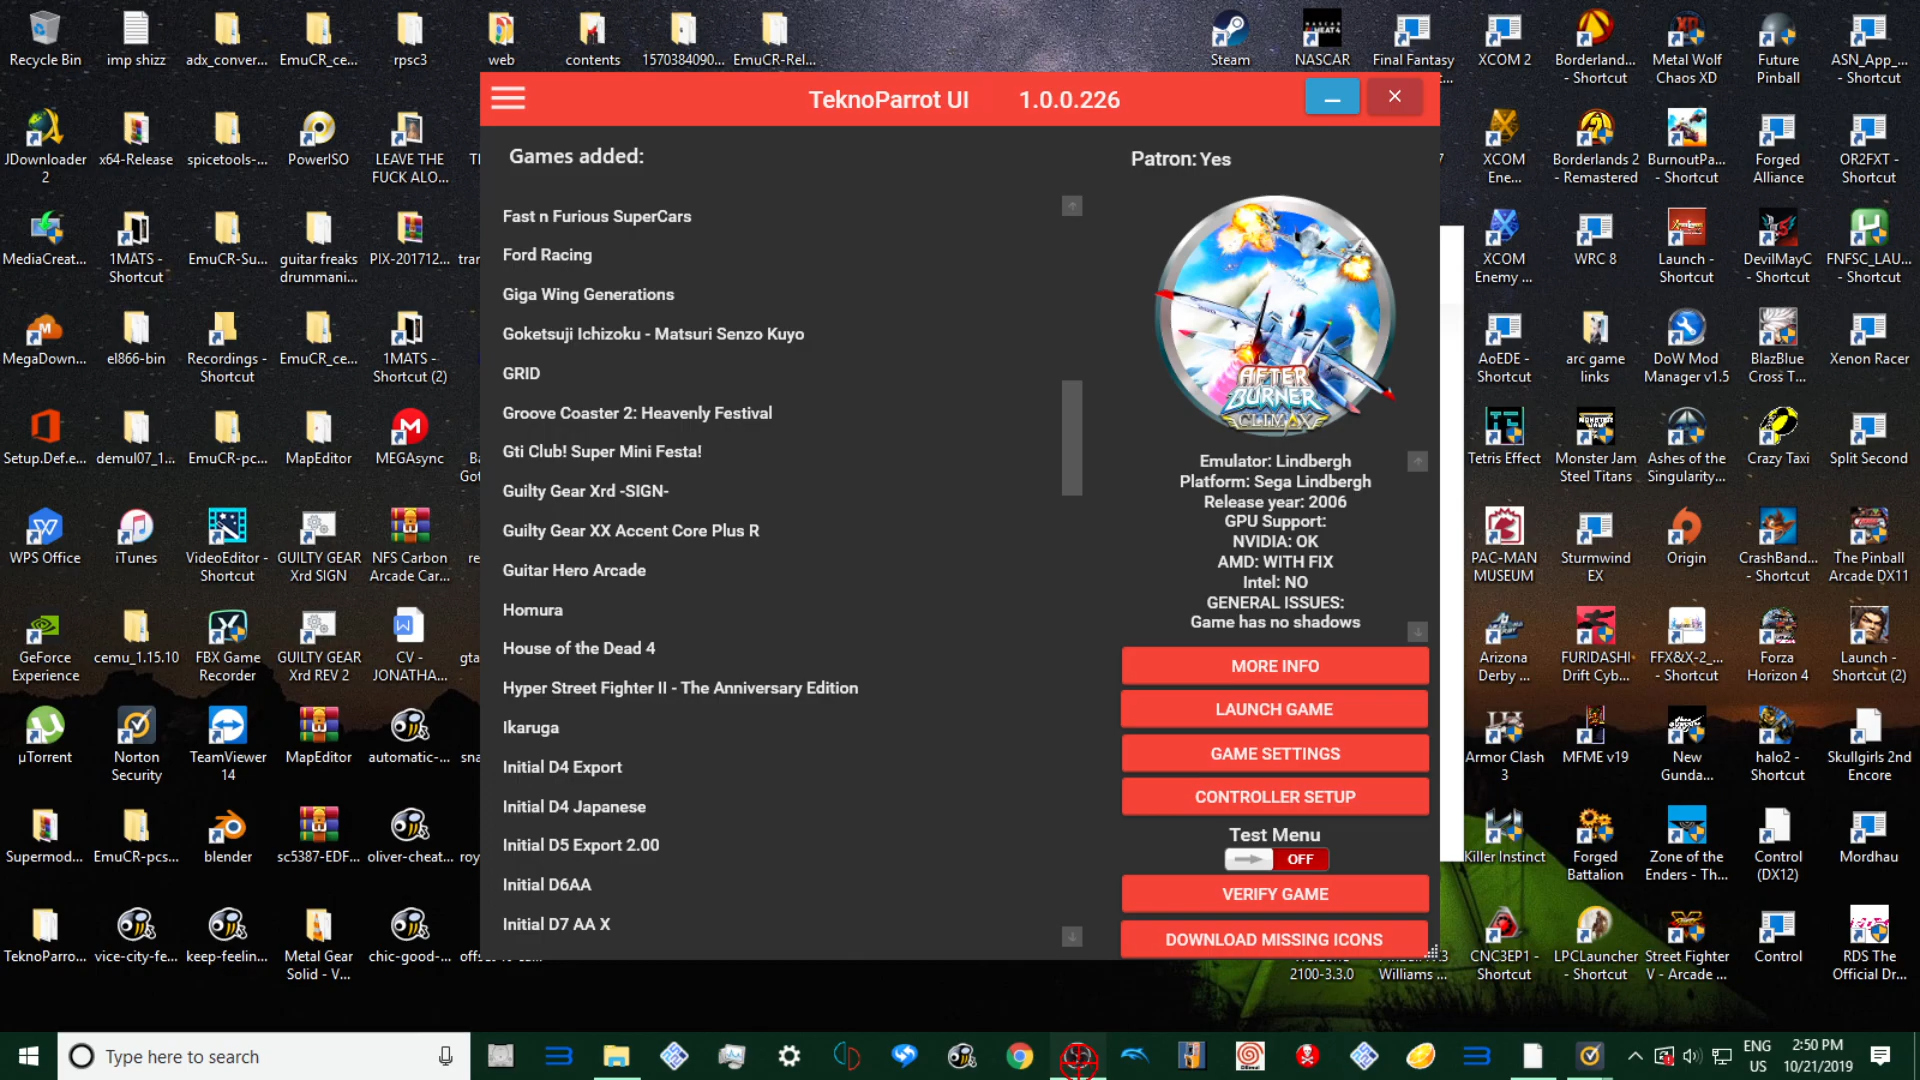 Recycle Bin
imp shizz
adx_conver...
EmuCR_ce...
rpsc3
web
contents
1570384090...
EmuCR-Rel...
Steam
NASCAR
HEAT 4
Final Fantasy
XCOM 2
Borderland...
- Shortcut
Metal Wolf
Chaos XD
Future
Pinball
ASN_App_...
- Shortcut
TeknoParrot UI
1.0.0.226
JDownloader
2
x64-Release
spicetools-...
PowerISO
LEAVE THE
FUCK ALO...
XCOM
Ene...
Borderlands 2
- Remastered
BurnoutPa...
- Shortcut
Forged
Alliance
OR2FXT -
Shortcut
MediaCreat...
1MATS -
Shortcut
EmuCR-Su...
guitar freaks
drummani...
PIX-201712...
XCOM
Enemy ...
WRC 8
Launch -
Shortcut
DevilMayC
- Shortcut
FNFSC_LAU...
- Shortcut
MegaDown...
el866-bin
Recordings -
Shortcut
EmuCR_ce...
1MATS -
Shortcut (2)
AoEDE -
Shortcut
arc game
links
DoW Mod
Manager v1.5
BlazBlue
Cross T...
Xenon Racer
Setup.Def.e...
demul07_1...
EmuCR-pc...
MapEditor
MEGAsync
Tetris Effect
Monster Jam
Steel Titans
Ashes of the
Singularity...
Crazy Taxi
Split Second
WPS Office
iTunes
VideoEditor -
Shortcut
GUILTY GEAR
Xrd SIGN
NFS Carbon
Arcade Car...
PAC-MAN
MUSEUM
Sturmwind
EX
Origin
CrashBand...
- Shortcut
The Pinball
Arcade DX11
GeForce
Experience
cemu_1.15.10
FBX Game
Recorder
GUILTY GEAR
Xrd REV 2
CV -
JONATHA...
Arizona
Derby ...
FURIDASHI
Drift Cyb...
FFX&X-2_...
- Shortcut
Forza
Horizon 4
Launch -
Shortcut (2)
µTorrent
Norton
Security
TeamViewer
14
MapEditor
automatic-...
Armor Clash
3
MFME v19
New
Gunda...
halo2 -
Shortcut
Skullgirls 2nd
Encore
Supermod...
EmuCR-pcs...
blender
sc5387-EDF...
oliver-cheat...
Killer Instinct
Forged
Battalion
Zone of the
Enders - Th...
Control
(DX12)
Mordhau
TeknoParro...
vice-city-fe...
keep-feelin...
Metal Gear
Solid - V...
chic-good-...
2100-3.3.0
Williams ...
CNC3EP1 -
Shortcut
LPCLauncher
- Shortcut
Street Fighter
V - Arcade ...
Control
RDS The
Official Dr...
Games added:
Fast n Furious SuperCars
Ford Racing
Giga Wing Generations
Goketsuji Ichizoku - Matsuri Senzo Kuyo
GRID
Groove Coaster 2: Heavenly Festival
Gti Club! Super Mini Festa!
Guilty Gear Xrd -SIGN-
Guilty Gear XX Accent Core Plus R
Guitar Hero Arcade
Homura
House of the Dead 4
Hyper Street Fighter II - The Anniversary Edition
Ikaruga
Initial D4 Export
Initial D4 Japanese
Initial D5 Export 2.00
Initial D6AA
Initial D7 AA X
Patron: Yes
AFTER
BURNER
CLIMAX
Emulator: Lindbergh
Platform: Sega Lindbergh
Release year: 2006
GPU Support:
NVIDIA: OK
AMD: WITH FIX
Intel: NO
GENERAL ISSUES:
Game has no shadows
MORE INFO
LAUNCH GAME
GAME SETTINGS
CONTROLLER SETUP
Test Menu
OFF
VERIFY GAME
DOWNLOAD MISSING ICONS
Type here to search
ENG
US
2:50 PM
10/21/2019